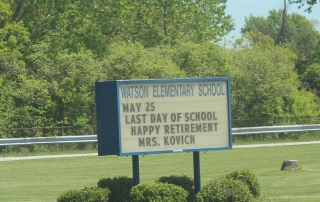 WATSON ELEMENTARY SCHOOL
MAY 25
LAST DAY OF SCHOOL
HAPPY RETIREMENT
MRS. KOVICH